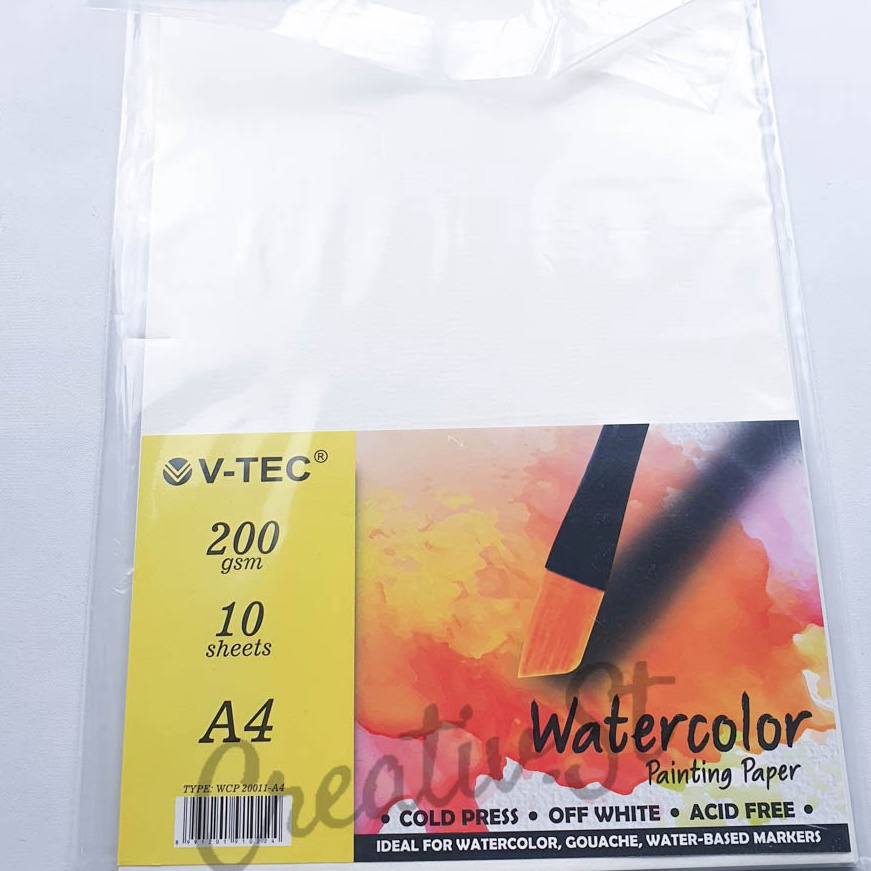 V-TEC®
200
gsm
10
sheets
A4
TYPE: WCP 20011-A4
Watercolor
Painting Paper
• COLD PRESS • OFF WHITE • ACID FREE •
IDEAL FOR WATERCOLOR, GOUACHE, WATER-BASED MARKERS
CreativSt